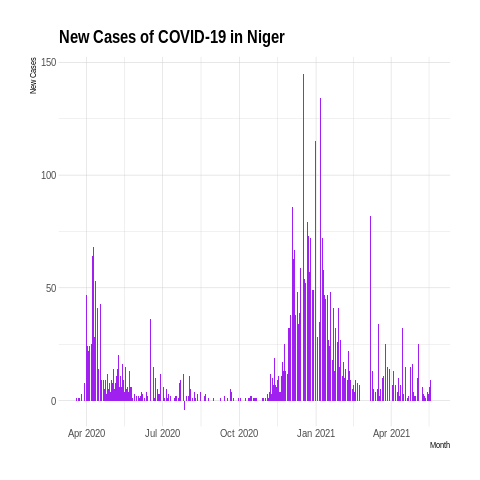 New Cases of COVID-19 in Niger
New Cases
150
100
50
0
Apr 2020 Jul 2020 Oct 2020 Jan 2021 Apr 2021
Month